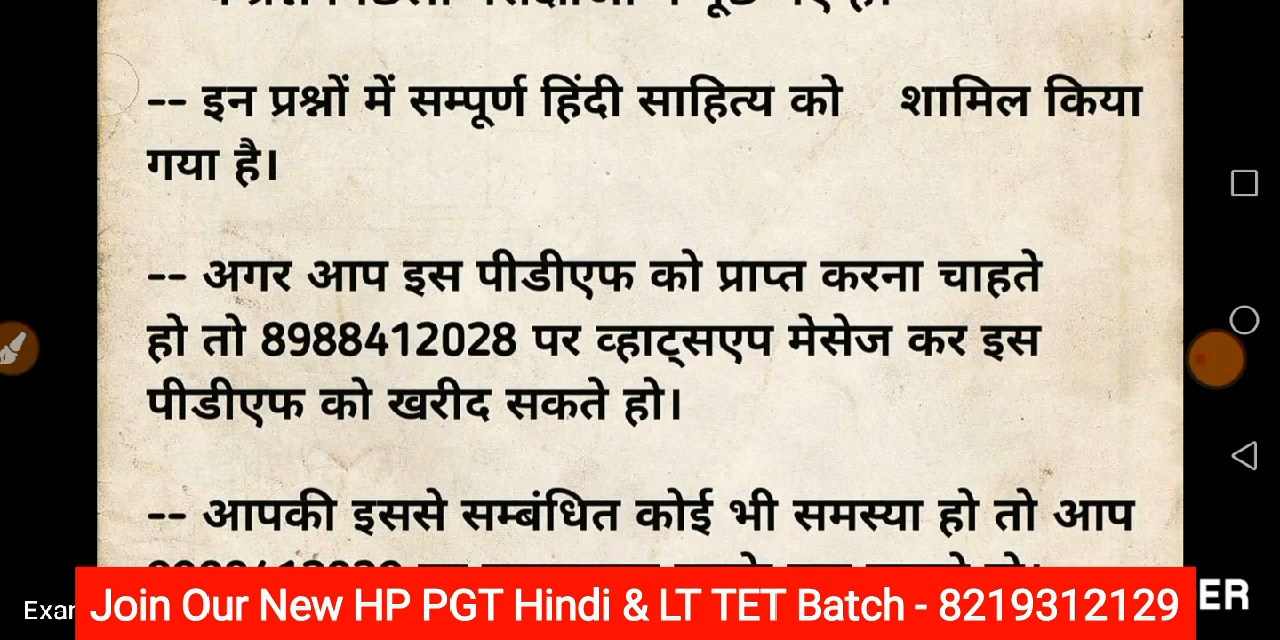 -- इन प्रश्नों में सम्पूर्ण हिंदी साहित्य को शामिल किया
गया है।
-- अगर आप इस पीडीएफ को प्राप्त करना चाहते
हो तो 8988412028 पर व्हाट्सएप मेसेज कर इस
पीडीएफ को खरीद सकते हो।
-- आपकी इससे सम्बंधित कोई भी समस्या हो तो आप
Join Our New HP PGT Hindi & LT TET Batch - 8219312129